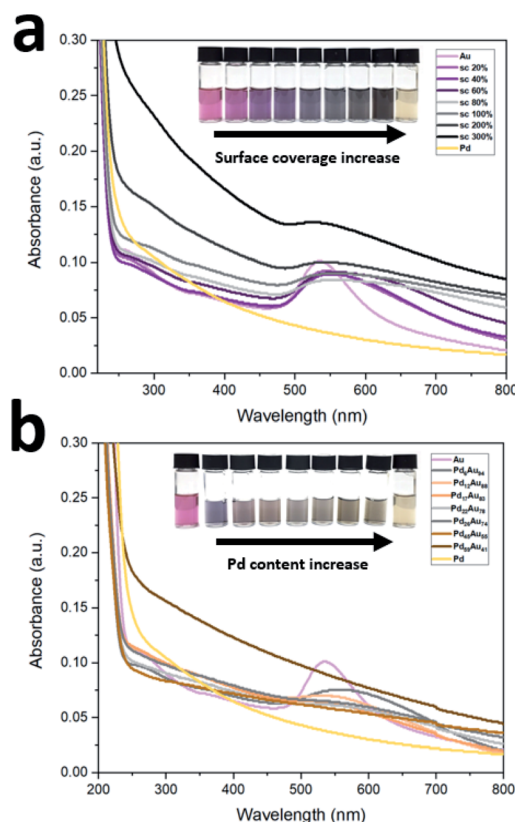 a
0.30
0.25
0.20
0.15
0.10
0.05
0.00
Absorbance (a.u.)
Au
sc 20%
sc 40%
sc 60%
sc 80%
sc 100%
sc 200%
sc 300%
Pd
Surface coverage increase
300 400 500 600 700 800
Wavelength (nm)
b
0.30
0.25
0.20
0.15
0.10
0.05
0.00
Absorbance (a.u.)
Au
Pd₆Au₉₄
Pd₁₂Au₈₈
Pd₁₇Au₈₃
Pd₂₂Au₇₈
Pd₂₆Au₇₄
Pd
Pd content increase
200 300 400 500 600 700 800
Wavelength (nm)